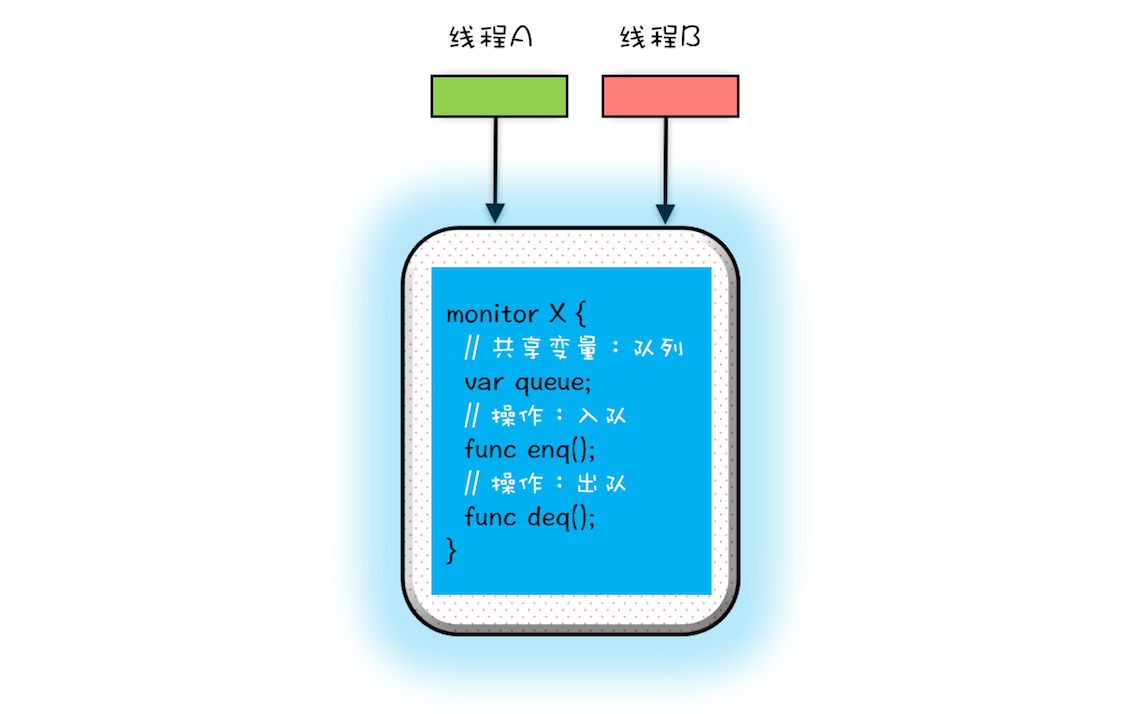 线程A
线程B
monitor X {
// 共享变量：队列
var queue;
// 操作：入队
func enq();
// 操作：出队
func deq();
}